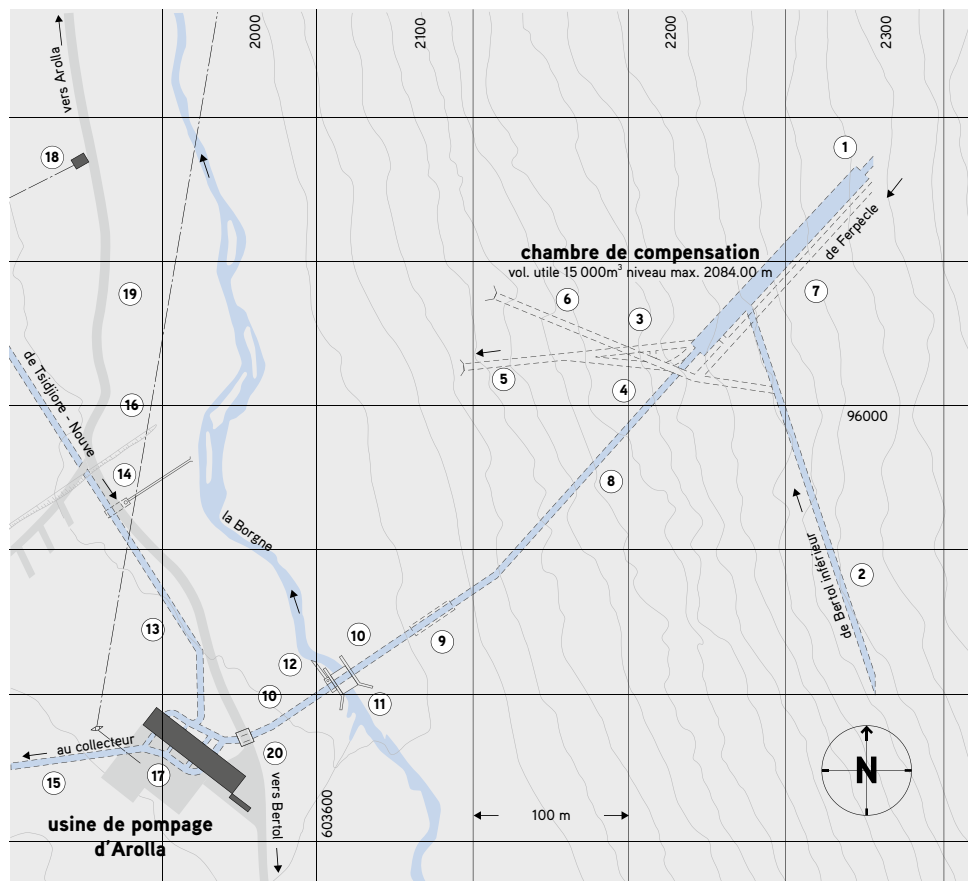 2000
2100
2200
2300
vers Arolla
18
1
de Ferpècle
chambre de compensation
vol. utile 15 000m³ niveau max. 2084.00 m
19
6
7
3
de Tsidjiore - Nouve
5
4
16
96000
14
8
la Borgne
2
de Bertol inférieur
13
10
9
12
10
11
au collecteur
20
15
17
vers Bertol
603600
100 m
N
usine de pompage
d'Arolla